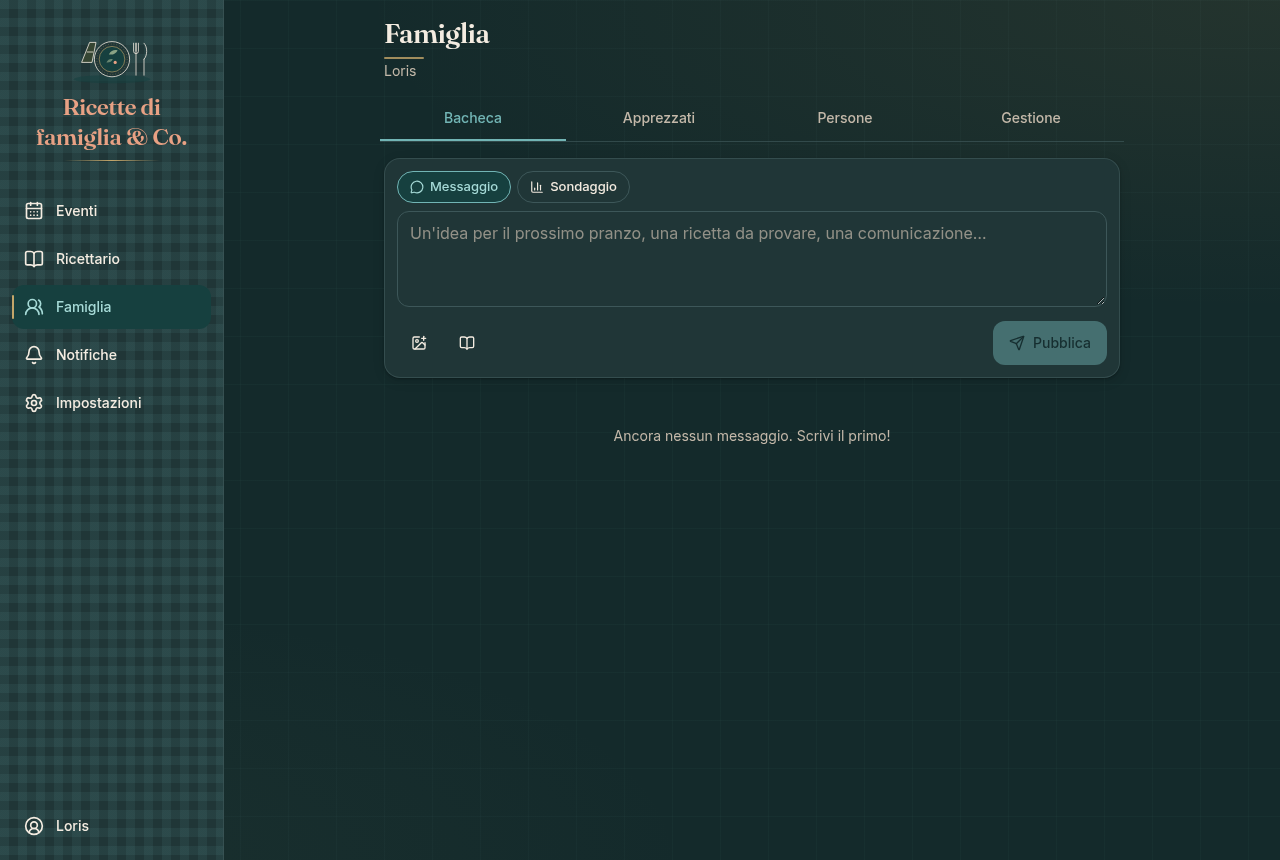 Ricette di
famiglia & Co.
Eventi
Ricettario
Famiglia
Notifiche
Impostazioni
Loris
Famiglia
Loris
Bacheca
Apprezzati
Persone
Gestione
Messaggio
Sondaggio
Un'idea per il prossimo pranzo, una ricetta da provare, una comunicazione…
Pubblica
Ancora nessun messaggio. Scrivi il primo!